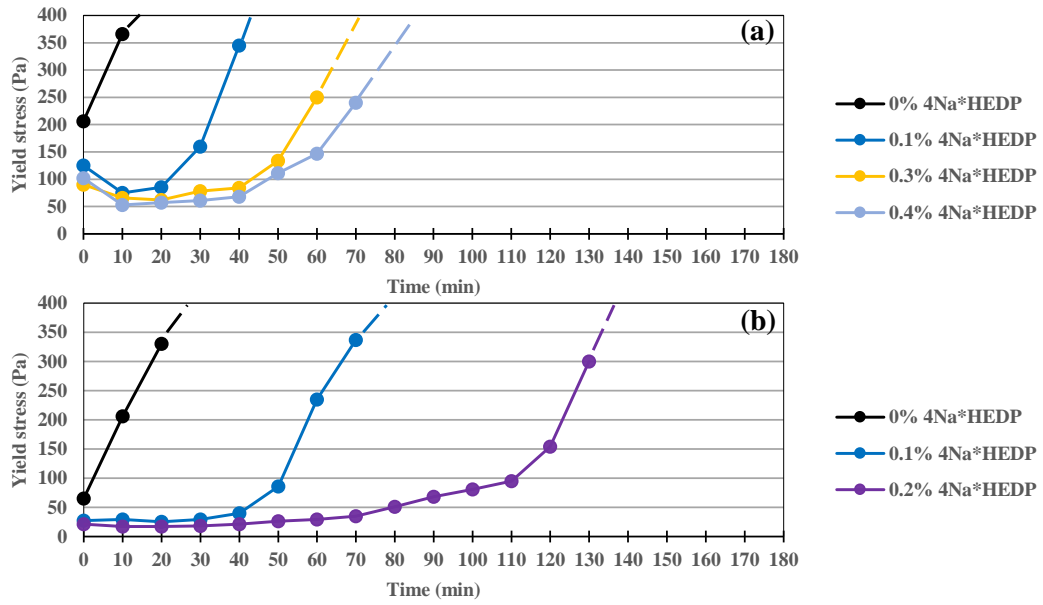 (a)
Yield stress (Pa)
400
350
300
250
200
150
100
50
0
0 10 20 30 40 50 60 70 80 90 100 110 120 130 140 150 160 170 180
Time (min)
0% 4Na*HEDP
0.1% 4Na*HEDP
0.3% 4Na*HEDP
0.4% 4Na*HEDP
(b)
Yield stress (Pa)
400
350
300
250
200
150
100
50
0
0 10 20 30 40 50 60 70 80 90 100 110 120 130 140 150 160 170 180
Time (min)
0% 4Na*HEDP
0.1% 4Na*HEDP
0.2% 4Na*HEDP